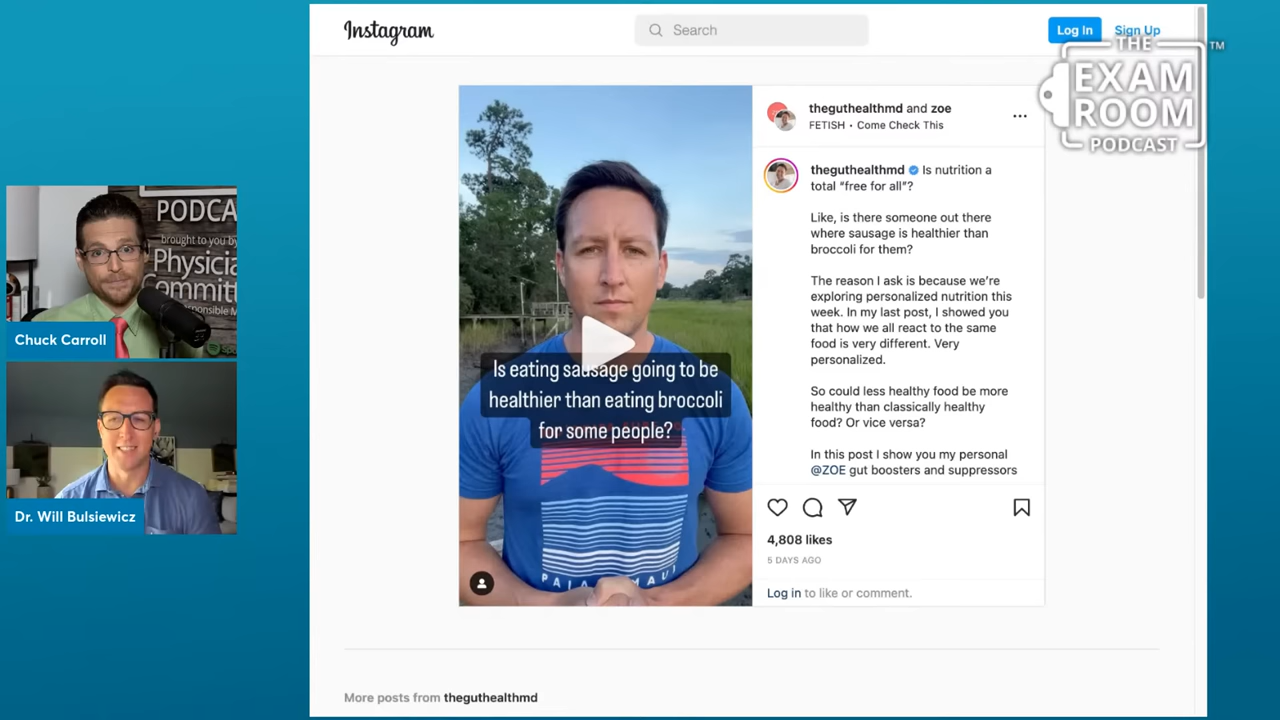 PODCA
brought to you by
Physicia
Committ
Chuck Carroll
Dr. Will Bulsiewicz
Instagram
Search
Log In
Sign Up
THE
EXAM
ROOM
PODCAST
TM
Is eating sausage going to be
healthier than eating broccoli
for some people?
PAIA MAUI
theguthealthmd and zoe
FETISH • Come Check This
theguthealthmd Is nutrition a
total “free for all”?
Like, is there someone out there
where sausage is healthier than
broccoli for them?
The reason I ask is because we’re
exploring personalized nutrition this
week. In my last post, I showed you
that how we all react to the same
food is very different. Very
personalized.
So could less healthy food be more
healthy than classically healthy
food? Or vice versa?
In this post I show you my personal
@ZOE gut boosters and suppressors
4,808 likes
5 DAYS AGO
Log in to like or comment.
More posts from theguthealthmd